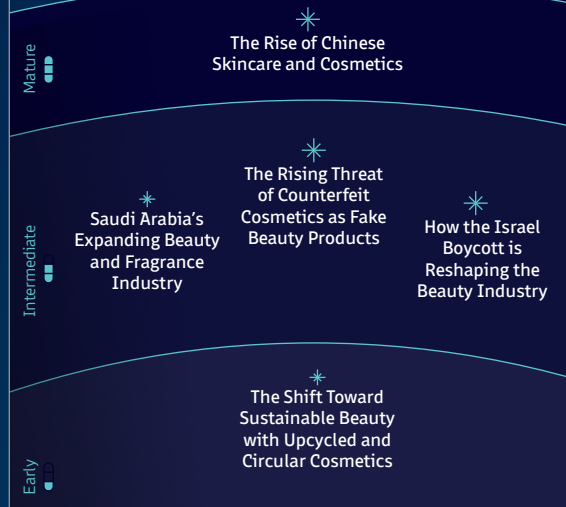 Mature
The Rise of Chinese
Skincare and Cosmetics
Intermediate
Saudi Arabia's
Expanding Beauty
and Fragrance
Industry
The Rising Threat
of Counterfeit
Cosmetics as Fake
Beauty Products
How the Israel
Boycott is
Reshaping the
Beauty Industry
Early
The Shift Toward
Sustainable Beauty
with Upcycled and
Circular Cosmetics